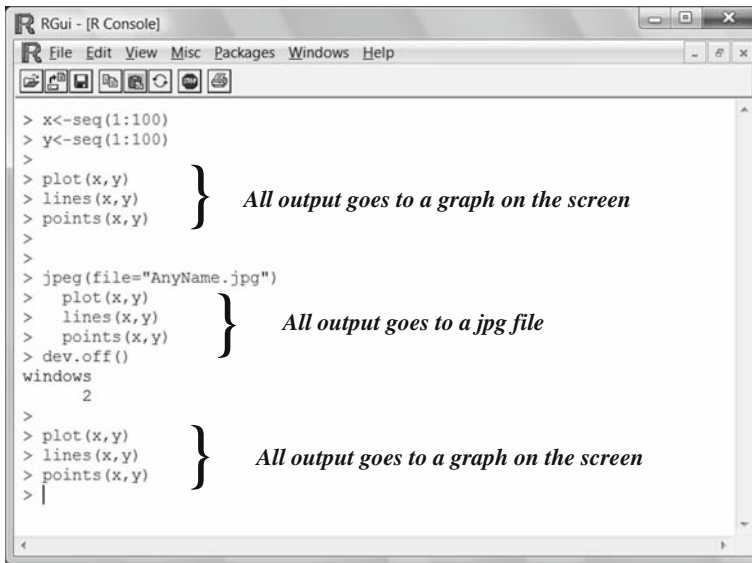 RGui - [R Console]
File Edit View Misc Packages Windows Help
STOP
> x<-seq(1:100)
> y<-seq(1:100)
>
> plot(x,y)
> lines(x,y)
> points(x,y)
} All output goes to a graph on the screen
>
>
> jpeg(file="AnyName.jpg")
>   plot(x,y)
>   lines(x,y)
>   points(x,y)
} All output goes to a jpg file
> dev.off()
windows
      2
>
> plot(x,y)
> lines(x,y)
> points(x,y)
} All output goes to a graph on the screen
> |